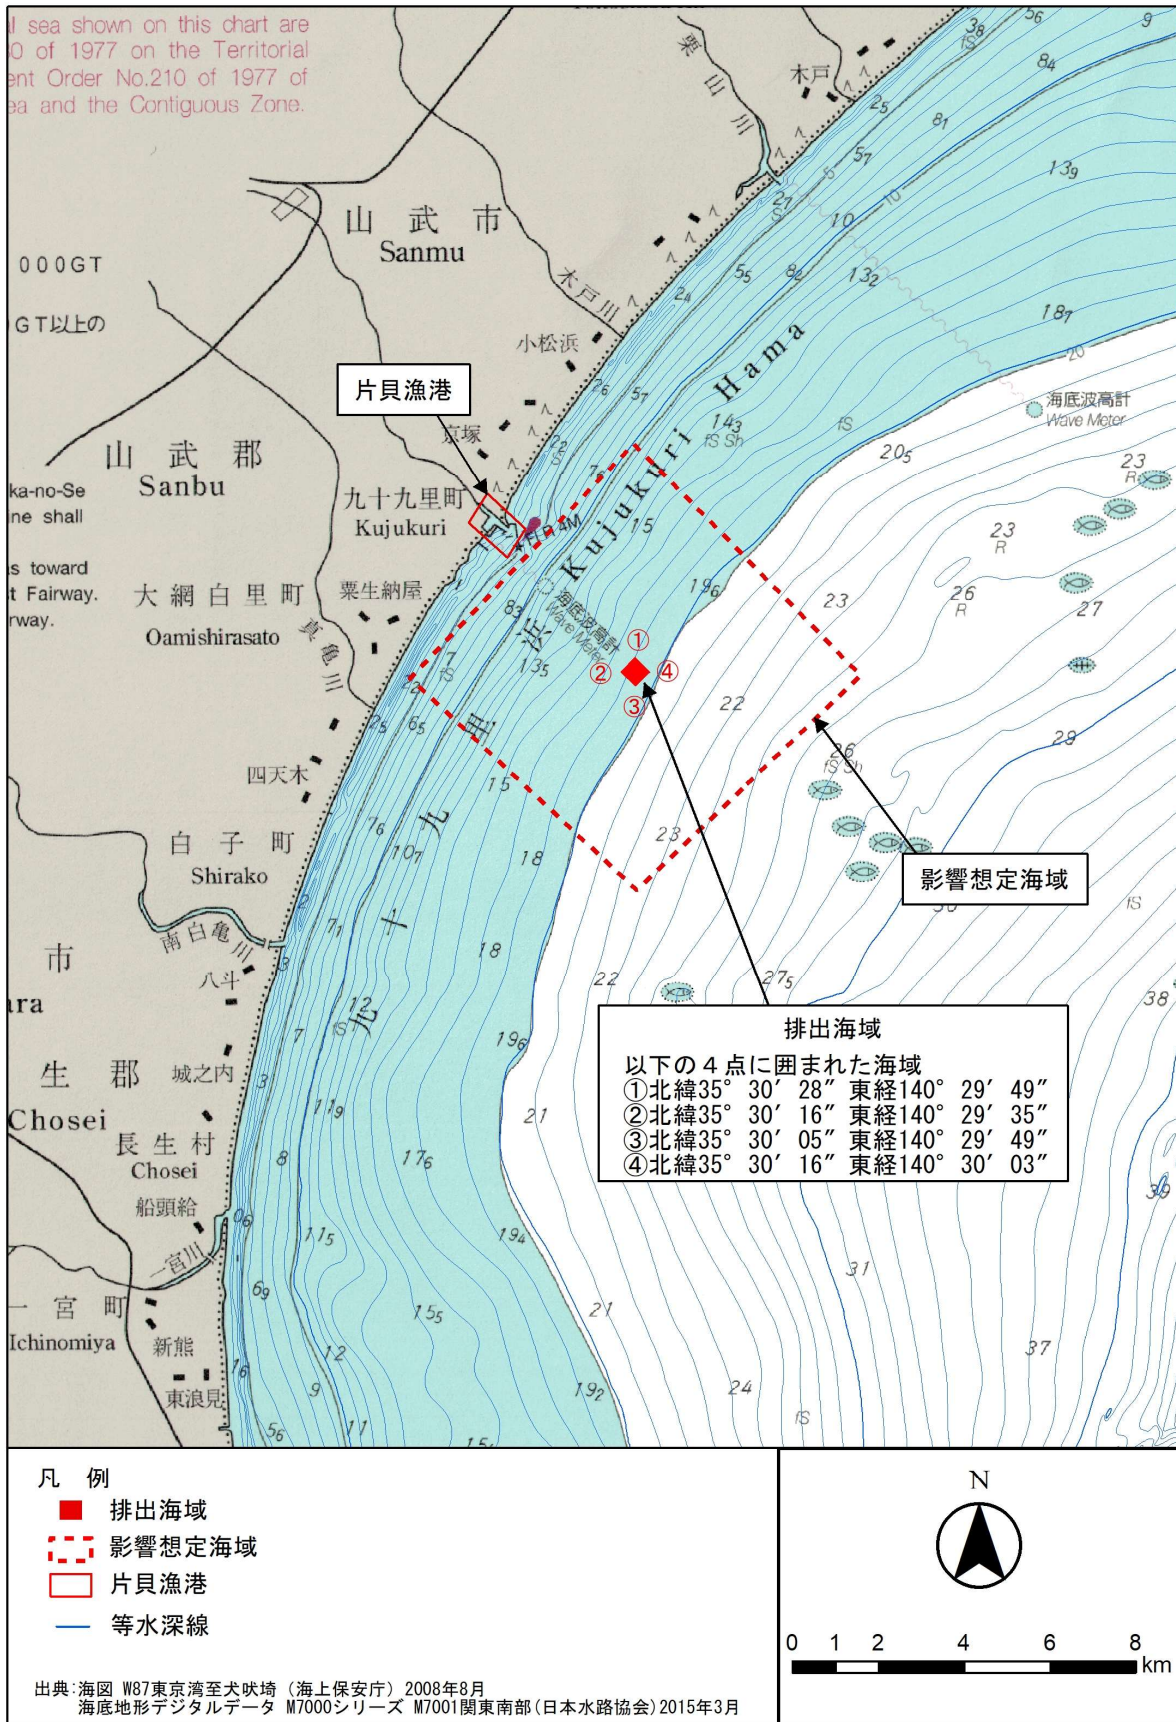 l sea shown on this chart are
30 of 1977 on the Territorial
ent Order No.210 of 1977 of
ea and the Contiguous Zone.
栗山川
木戸
山武市
Sanmu
000GT
GT以上の
木戸川
小松浜
片貝漁港
京塚
山武郡
Sanbu
九十九里町
Kujukuri
ka-no-Se
ine shall
s toward
t Fairway.
rway.
大網白里町
Oamishirasato
粟生納屋
真亀川
四天木
白子町
Shirako
南白亀川
八斗
市
ara
生郡
Chosei
城之内
長生村
Chosei
船頭給
一宮川
一宮町
Ichinomiya
新熊
東浪見
Kujukuri Hama
九十九里浜
海底波高計
Wave Meter
海底波高計
Wave Meter
Fl R 4M
①
②
③
④
影響想定海域
排出海域
以下の4点に囲まれた海域
①北緯35° 30′ 28″ 東経140° 29′ 49″
②北緯35° 30′ 16″ 東経140° 29′ 35″
③北緯35° 30′ 05″ 東経140° 29′ 49″
④北緯35° 30′ 16″ 東経140° 30′ 03″
凡例
排出海域
影響想定海域
片貝漁港
等水深線
出典:海図 W87東京湾至犬吠埼（海上保安庁）2008年8月
海底地形デジタルデータ M7000シリーズ M7001関東南部(日本水路協会)2015年3月
N
0 1 2 4 6 8
km